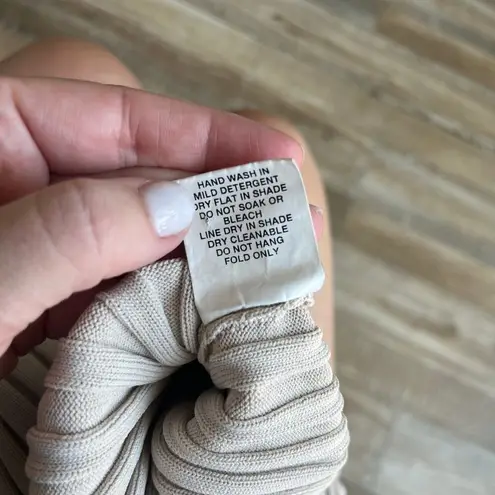 HAND WASH IN
MILD DETERGENT
DRY FLAT IN SHADE
DO NOT SOAK OR
BLEACH
LINE DRY IN SHADE
DRY CLEANABLE
DO NOT HANG
FOLD ONLY